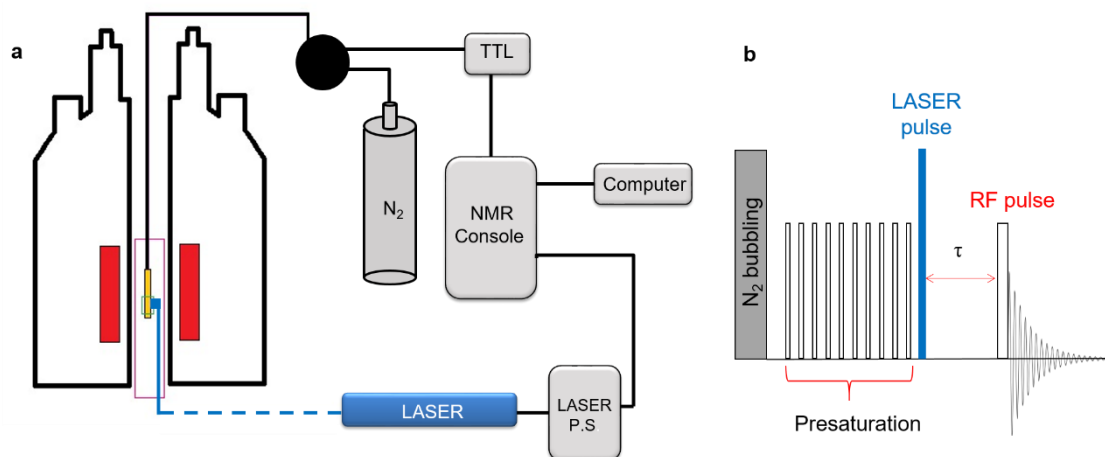 a
TTL
N₂
NMR
Console
Computer
LASER
LASER
P.S
b
LASER
pulse
RF pulse
τ
N₂ bubbling
Presaturation